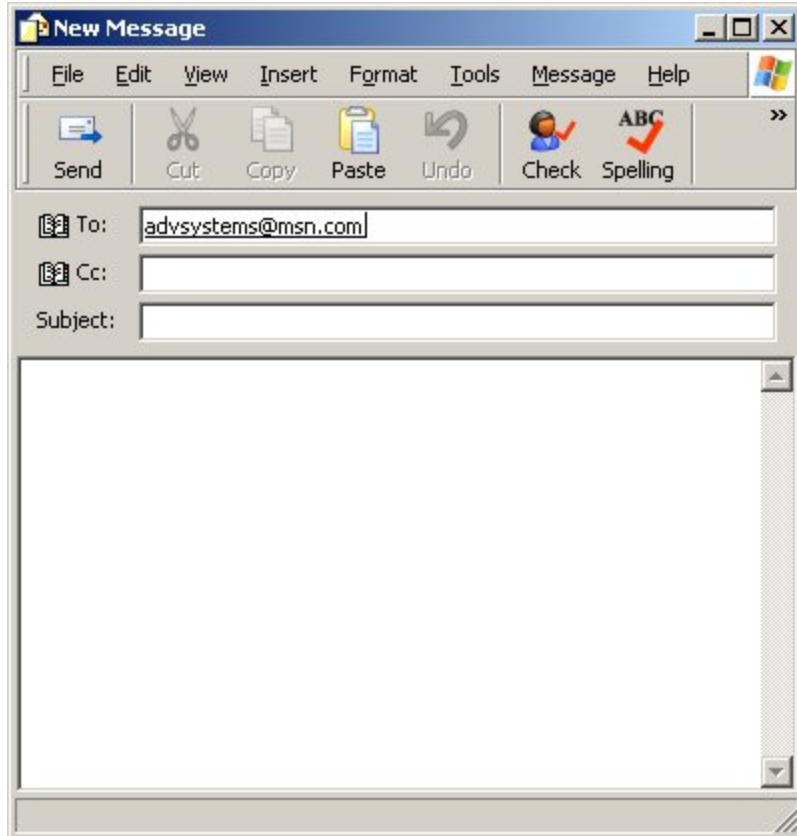 New Message
File Edit View Insert Format Tools Message Help
ABC
Send Cut Copy Paste Undo Check Spelling
To: advsystems@msn.com
Cc:
Subject: